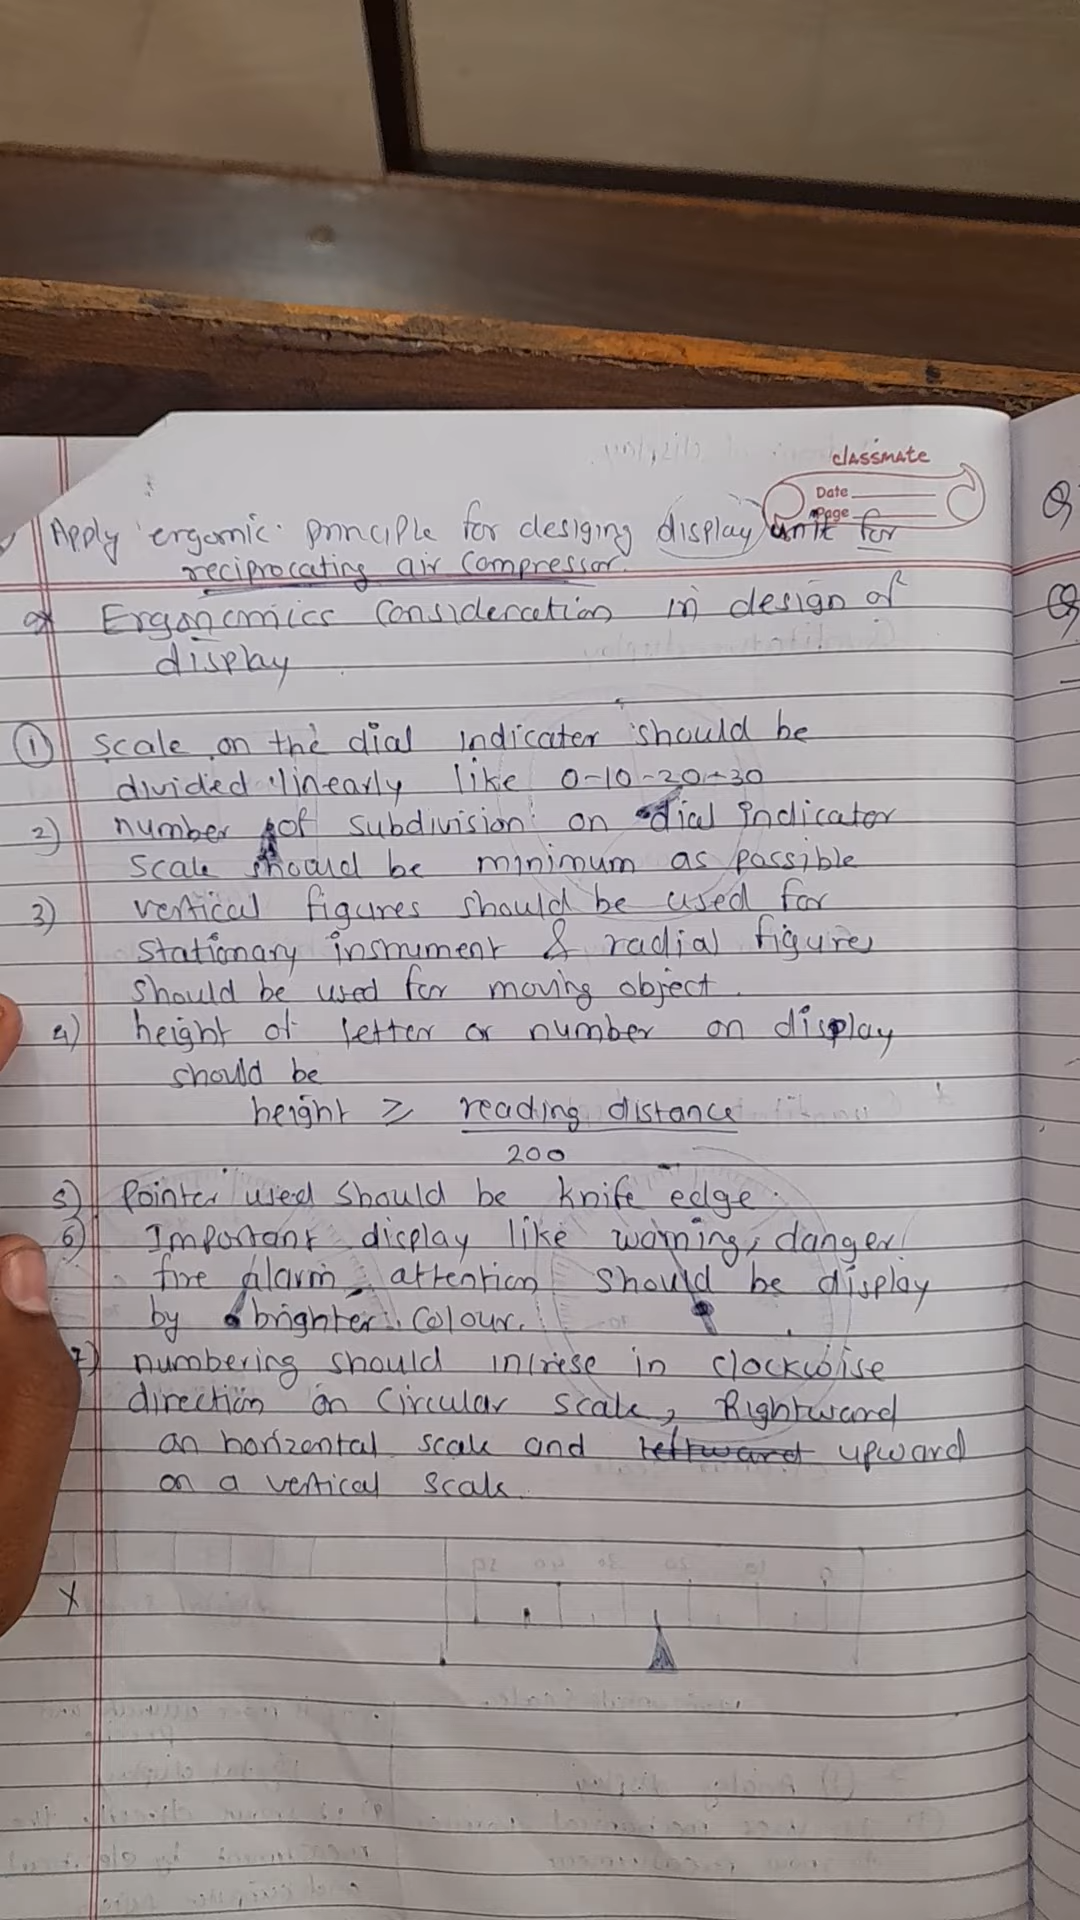 classmate
Date
Page
Apply ergomic principle for desiging display unit for
reciprocating air compressor.
Ergonomics consideration in design of
display
① scale on the dial indicater should be
divided linearly like 0-10-20-30
2) number of subdivision on dial indicator
scale should be minimum as possible
3) vertical figures should be used for
stationary insrument & radial figures
should be used for moving object.
4) height of letter or number on display
should be
height ≥ reading distance
200
5) Pointer used should be knife edge.
6) Important display like warning, danger
fire alarm, attention should be display
by brighter colour.
7) numbering should increse in clockwise
direction on circular scale, Rightward
on horizental scale and leftward upward
on a vertical scale.
X